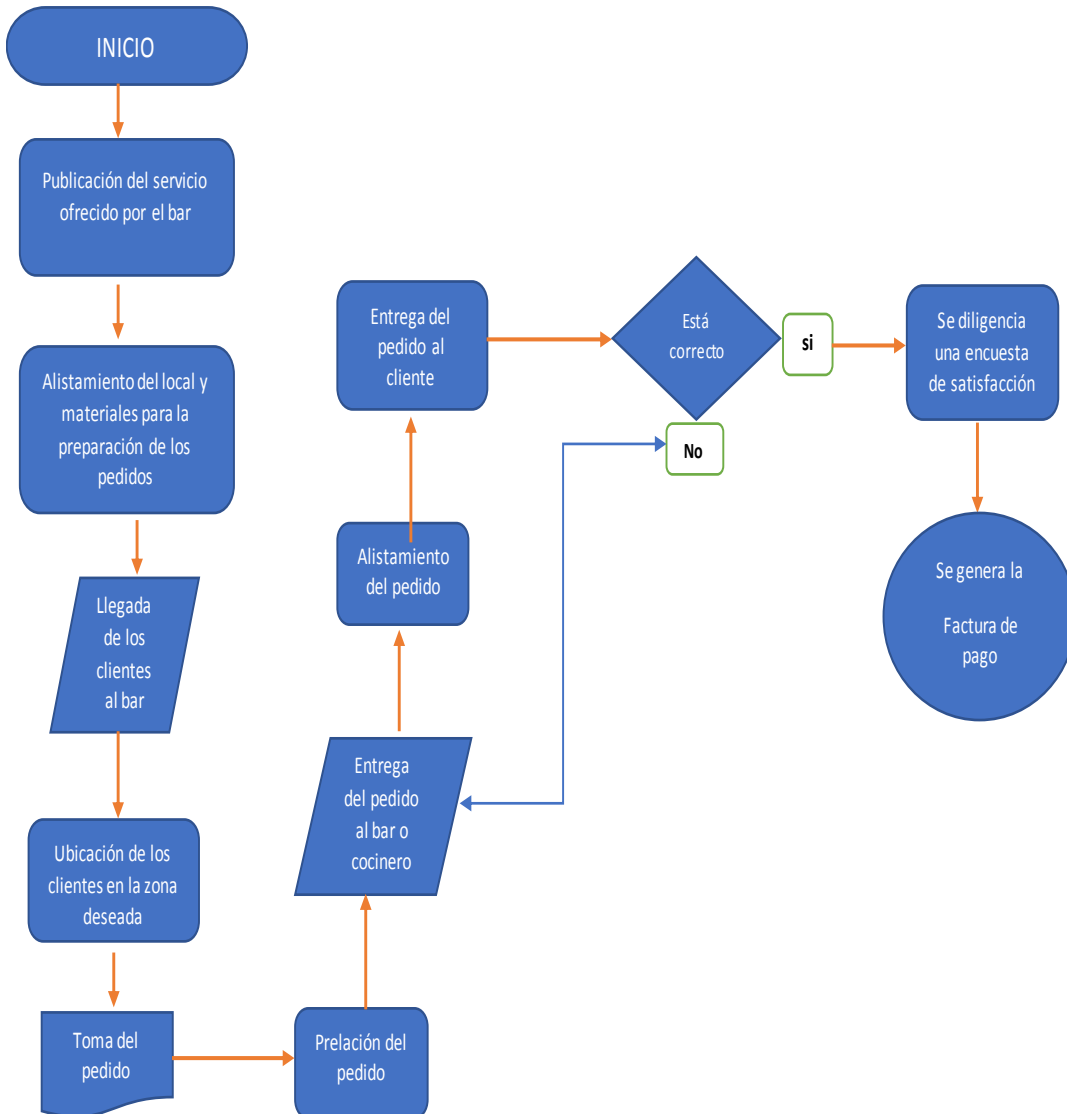 INICIO
Publicación del servicio
ofrecido por el bar
Alistamiento del local y
materiales para la
preparación de los
pedidos
Llegada
de los
clientes
al bar
Ubicación de los
clientes en la zona
deseada
Toma del
pedido
Prelación del
pedido
Entrega
del pedido
al bar o
cocinero
Alistamiento
del pedido
Entrega del
pedido al
cliente
Está
correcto
si
No
Se diligencia
una encuesta
de satisfacción
Se genera la
Factura de
pago